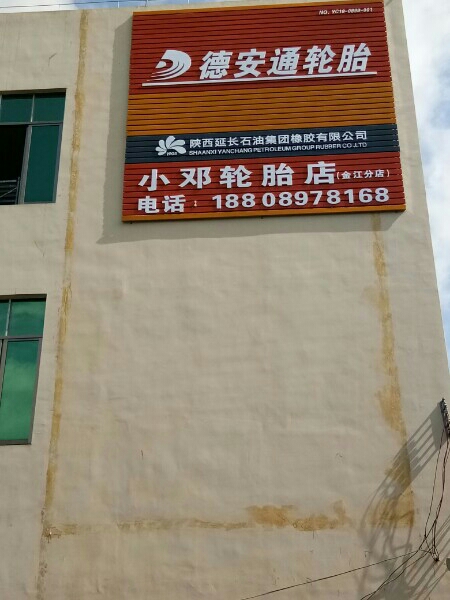 德安通轮胎
陕西延长石油集团橡胶有限公司
SHAANXI YANCHANG PETROLEUM GROUP RUBBER CO.,LTD
小邓轮胎店(金江分店)
电话：18808978168